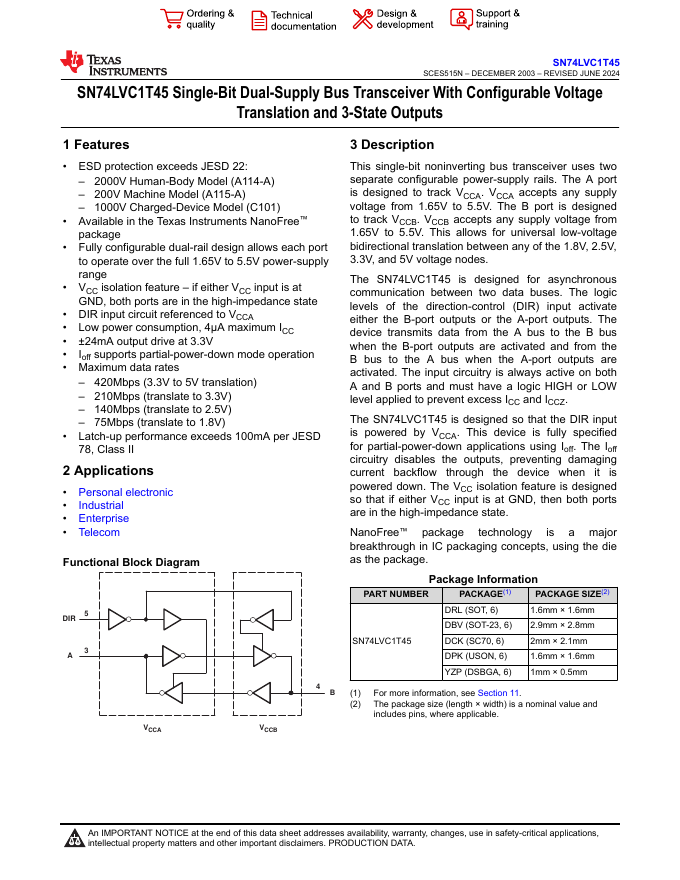 Ordering & quality
Technical documentation
Design & development
Support & training
TEXAS INSTRUMENTS
SN74LVC1T45
SCES515N – DECEMBER 2003 – REVISED JUNE 2024
SN74LVC1T45 Single-Bit Dual-Supply Bus Transceiver With Configurable Voltage
Translation and 3-State Outputs
1 Features
• ESD protection exceeds JESD 22:
– 2000V Human-Body Model (A114-A)
– 200V Machine Model (A115-A)
– 1000V Charged-Device Model (C101)
• Available in the Texas Instruments NanoFree™
package
• Fully configurable dual-rail design allows each port
to operate over the full 1.65V to 5.5V power-supply
range
• VCC isolation feature – if either VCC input is at
GND, both ports are in the high-impedance state
• DIR input circuit referenced to VCCA
• Low power consumption, 4μA maximum ICC
• ±24mA output drive at 3.3V
• Ioff supports partial-power-down mode operation
• Maximum data rates
– 420Mbps (3.3V to 5V translation)
– 210Mbps (translate to 3.3V)
– 140Mbps (translate to 2.5V)
– 75Mbps (translate to 1.8V)
• Latch-up performance exceeds 100mA per JESD
78, Class II
2 Applications
• Personal electronic
• Industrial
• Enterprise
• Telecom
Functional Block Diagram
DIR 5
A 3
4 B
VCCA
VCCB
3 Description
This single-bit noninverting bus transceiver uses two
separate configurable power-supply rails. The A port
is designed to track VCCA. VCCA accepts any supply
voltage from 1.65V to 5.5V. The B port is designed
to track VCCB. VCCB accepts any supply voltage from
1.65V to 5.5V. This allows for universal low-voltage
bidirectional translation between any of the 1.8V, 2.5V,
3.3V, and 5V voltage nodes.
The SN74LVC1T45 is designed for asynchronous
communication between two data buses. The logic
levels of the direction-control (DIR) input activate
either the B-port outputs or the A-port outputs. The
device transmits data from the A bus to the B bus
when the B-port outputs are activated and from the
B bus to the A bus when the A-port outputs are
activated. The input circuitry is always active on both
A and B ports and must have a logic HIGH or LOW
level applied to prevent excess ICC and ICCZ.
The SN74LVC1T45 is designed so that the DIR input
is powered by VCCA. This device is fully specified
for partial-power-down applications using Ioff. The Ioff
circuitry disables the outputs, preventing damaging
current backflow through the device when it is
powered down. The VCC isolation feature is designed
so that if either VCC input is at GND, then both ports
are in the high-impedance state.
NanoFree™ package technology is a major
breakthrough in IC packaging concepts, using the die
as the package.
Package Information
PART NUMBER PACKAGE(1) PACKAGE SIZE(2)
SN74LVC1T45
DRL (SOT, 6) 1.6mm × 1.6mm
DBV (SOT-23, 6) 2.9mm × 2.8mm
DCK (SC70, 6) 2mm × 2.1mm
DPK (USON, 6) 1.6mm × 1.6mm
YZP (DSBGA, 6) 1mm × 0.5mm
(1) For more information, see Section 11.
(2) The package size (length × width) is a nominal value and
includes pins, where applicable.
An IMPORTANT NOTICE at the end of this data sheet addresses availability, warranty, changes, use in safety-critical applications,
intellectual property matters and other important disclaimers. PRODUCTION DATA.